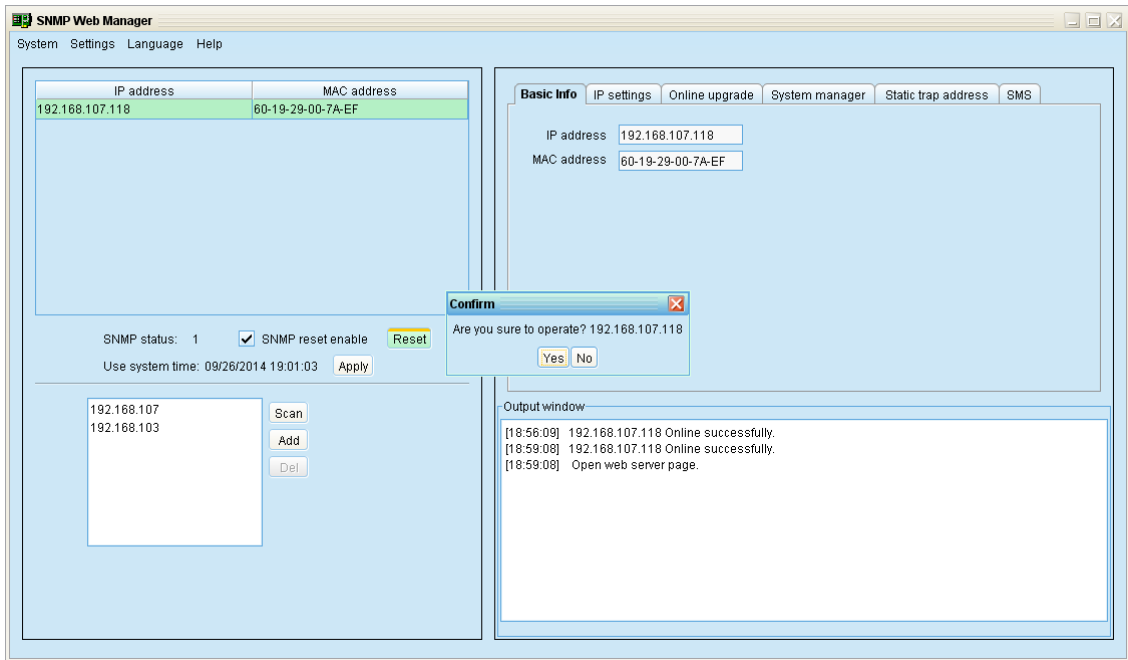 SNMP Web Manager
System Settings Language Help
IP address MAC address
192.168.107.118 60-19-29-00-7A-EF
SNMP status: 1 SNMP reset enable Reset
Use system time: 09/26/2014 19:01:03 Apply
192.168.107
192.168.103
Scan
Add
Del
Basic Info IP settings Online upgrade System manager Static trap address SMS
IP address 192.168.107.118
MAC address 60-19-29-00-7A-EF
Confirm
Are you sure to operate? 192.168.107.118
Yes No
Output window
[18:56:09] 192.168.107.118 Online successfully.
[18:59:08] 192.168.107.118 Online successfully.
[18:59:08] Open web server page.